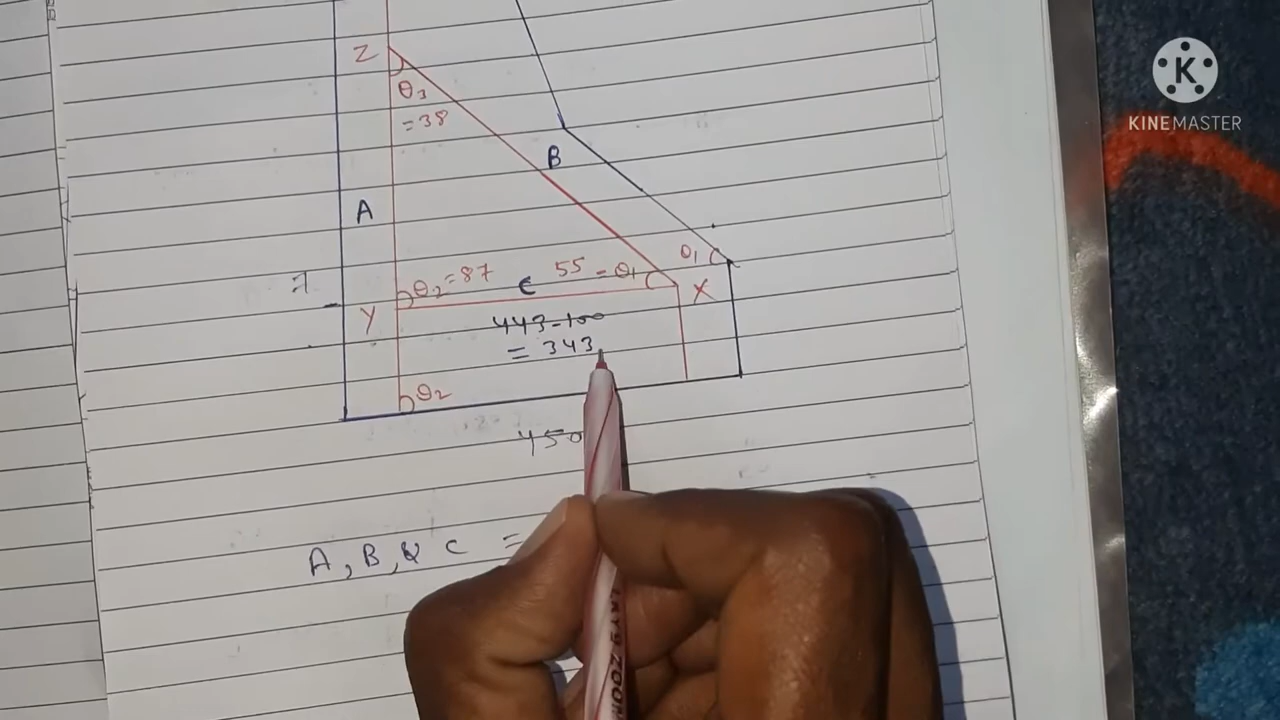 Z
θ3
= 38
B
A
θ1
θ2 = 87
C
55 = θ1
X
Y
443-100
= 343
θ2
450
A, B, & C =
KINEMASTER